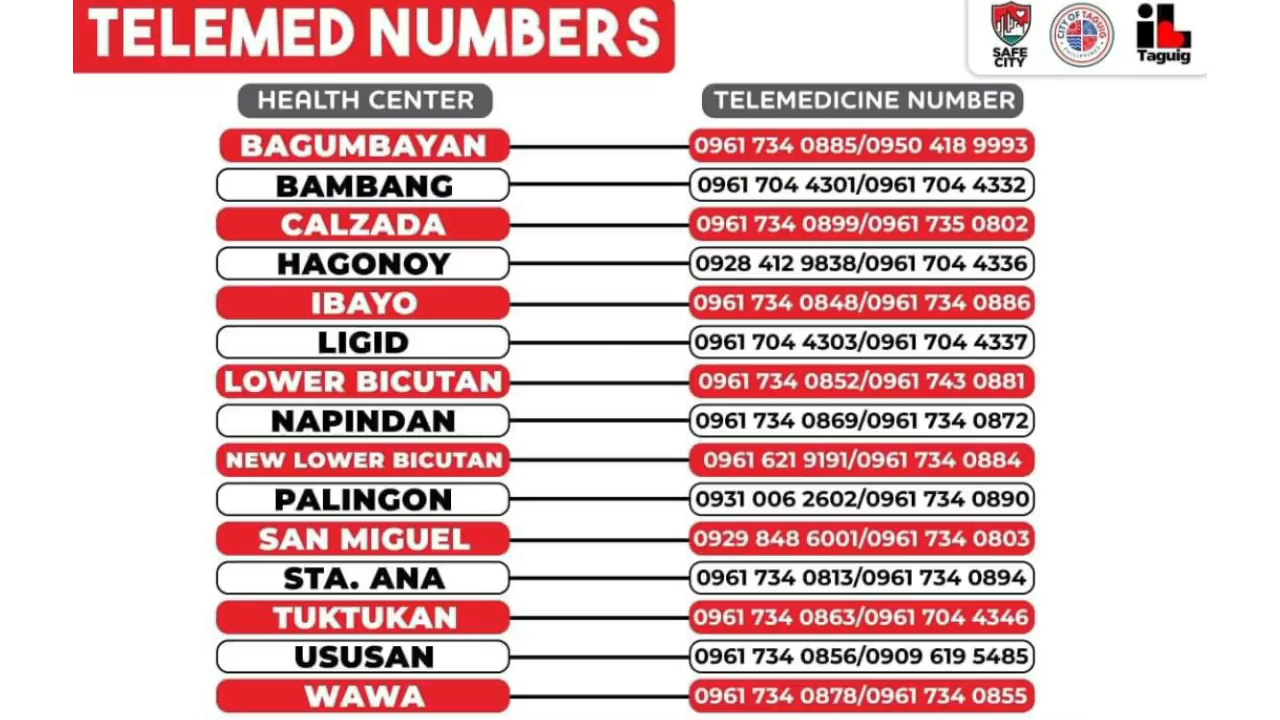 TELEMED NUMBERS
SAFE CITY
CITY OF TAGUIG
PHILIPPINES
iL Taguig
HEALTH CENTER TELEMEDICINE NUMBER
BAGUMBAYAN 0961 734 0885/0950 418 9993
BAMBANG 0961 704 4301/0961 704 4332
CALZADA 0961 734 0899/0961 735 0802
HAGONOY 0928 412 9838/0961 704 4336
IBAYO 0961 734 0848/0961 734 0886
LIGID 0961 704 4303/0961 704 4337
LOWER BICUTAN 0961 734 0852/0961 743 0881
NAPINDAN 0961 734 0869/0961 734 0872
NEW LOWER BICUTAN 0961 621 9191/0961 734 0884
PALINGON 0931 006 2602/0961 734 0890
SAN MIGUEL 0929 848 6001/0961 734 0803
STA. ANA 0961 734 0813/0961 734 0894
TUKTUKAN 0961 734 0863/0961 704 4346
USUSAN 0961 734 0856/0909 619 5485
WAWA 0961 734 0878/0961 734 0855